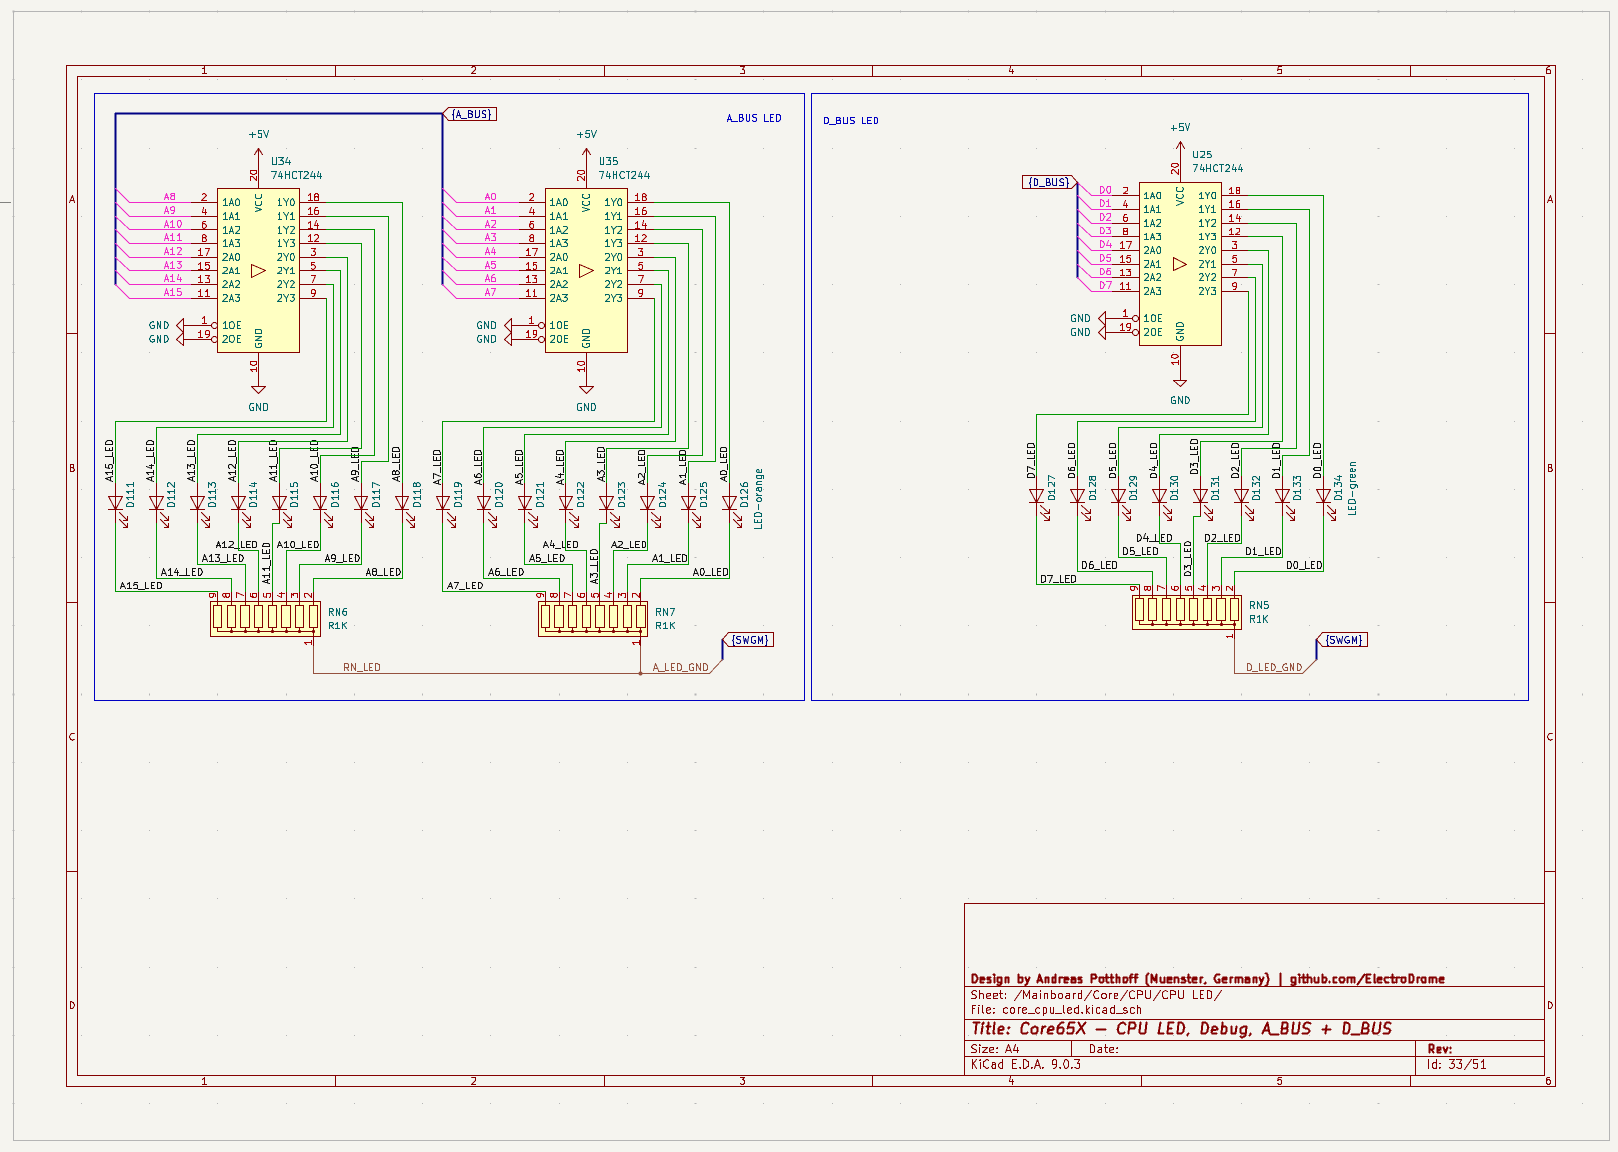 1 2 3 4 5 6
{A_BUS}
A_BUS LED
D_BUS LED
+5V
U34
74HCT244
20
VCC
A8 2 1A0 1Y0 18
A9 4 1A1 1Y1 16
A10 6 1A2 1Y2 14
A11 8 1A3 1Y3 12
A12 17 2A0 2Y0 3
A13 15 2A1 2Y1 5
A14 13 2A2 2Y2 7
A15 11 2A3 2Y3 9
GND 1 1OE
GND 19 2OE
GND
10
GND
+5V
U35
74HCT244
20
VCC
A0 2 1A0 1Y0 18
A1 4 1A1 1Y1 16
A2 6 1A2 1Y2 14
A3 8 1A3 1Y3 12
A4 17 2A0 2Y0 3
A5 15 2A1 2Y1 5
A6 13 2A2 2Y2 7
A7 11 2A3 2Y3 9
GND 1 1OE
GND 19 2OE
GND
10
GND
+5V
U25
74HCT244
20
VCC
{D_BUS}
D0 2 1A0 1Y0 18
D1 4 1A1 1Y1 16
D2 6 1A2 1Y2 14
D3 8 1A3 1Y3 12
D4 17 2A0 2Y0 3
D5 15 2A1 2Y1 5
D6 13 2A2 2Y2 7
D7 11 2A3 2Y3 9
GND 1 1OE
GND 19 2OE
GND
10
GND
A A
B B
C C
D D
A15_LED A14_LED A13_LED A12_LED A11_LED A10_LED A9_LED A8_LED
D111 D112 D113 D114 D115 D116 D117 D118
A7_LED A6_LED A5_LED A4_LED A3_LED A2_LED A1_LED A0_LED
D119 D120 D121 D122 D123 D124 D125 D126
LED-orange
D7_LED D6_LED D5_LED D4_LED D3_LED D2_LED D1_LED D0_LED
D127 D128 D129 D130 D131 D132 D133 D134
LED-green
A12_LED A10_LED
A11_LED
A13_LED A9_LED
A14_LED A8_LED
A15_LED
9 8 7 6 5 4 3 2
RN6
R1K
1
A4_LED A2_LED
A3_LED
A5_LED A1_LED
A6_LED A0_LED
A7_LED
9 8 7 6 5 4 3 2
RN7
R1K
1
{SWGM}
RN_LED
A_LED_GND
D4_LED D2_LED
D3_LED
D5_LED D1_LED
D6_LED D0_LED
D7_LED
9 8 7 6 5 4 3 2
RN5
R1K
1
{SWGM}
D_LED_GND
Design by Andreas Potthoff (Muenster, Germany) | github.com/ElectroDrome
Sheet: /Mainboard/Core/CPU/CPU LED/
File: core_cpu_led.kicad_sch
Title: Core65X – CPU LED, Debug, A_BUS + D_BUS
Size: A4 Date: Rev:
KiCad E.D.A. 9.0.3 Id: 33/51
1 2 3 4 5 6